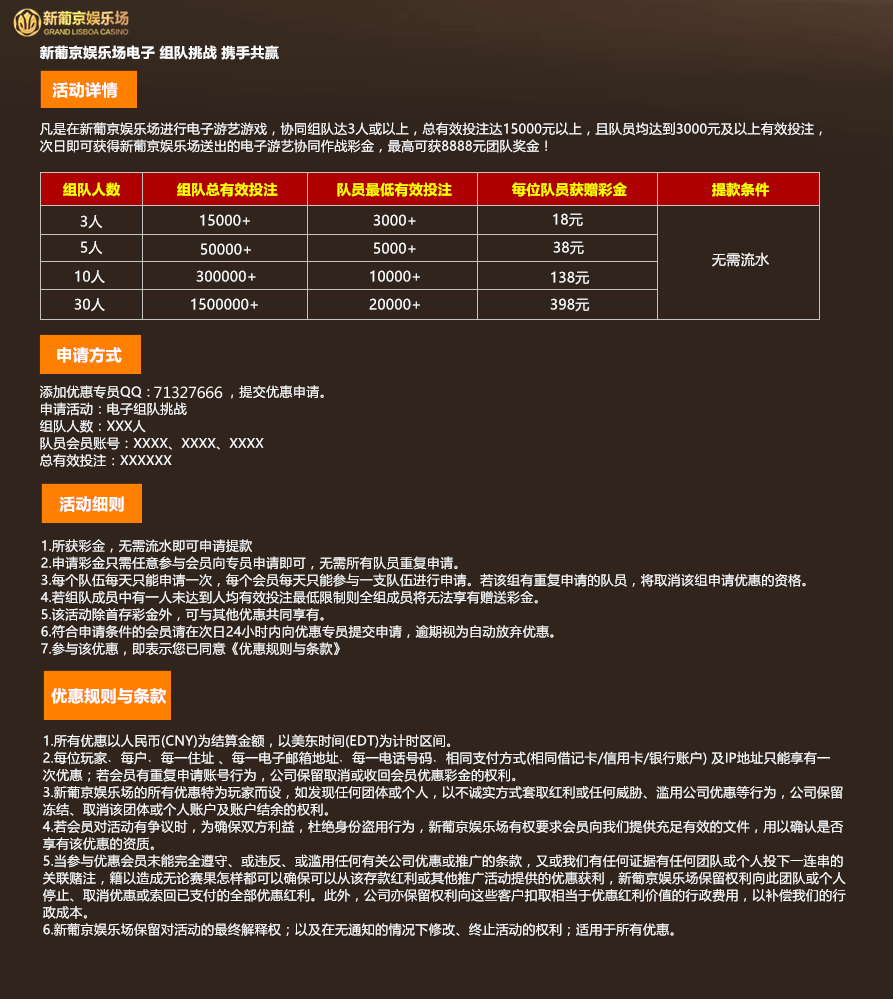 新葡京娱乐场
GRAND LISBOA CASINO
新葡京娱乐场电子 组队挑战 携手共赢
活动详情
凡是在新葡京娱乐场进行电子游艺游戏，协同组队达3人或以上，总有效投注达15000元以上，且队员均达到3000元及以上有效投注，
次日即可获得新葡京娱乐场送出的电子游艺协同作战彩金，最高可获8888元团队奖金！
组队人数 组队总有效投注 队员最低有效投注 每位队员获赠彩金 提款条件
3人 15000+ 3000+ 18元
5人 50000+ 5000+ 38元
无需流水
10人 300000+ 10000+ 138元
30人 1500000+ 20000+ 398元
申请方式
添加优惠专员QQ：71327666 ，提交优惠申请。
申请活动：电子组队挑战
组队人数：XXX人
队员会员账号：XXXX、XXXX、XXXX
总有效投注：XXXXXX
活动细则
1.所获彩金，无需流水即可申请提款
2.申请彩金只需任意参与会员向专员申请即可，无需所有队员重复申请。
3.每个队伍每天只能申请一次，每个会员每天只能参与一支队伍进行申请。若该组有重复申请的队员，将取消该组申请优惠的资格。
4.若组队成员中有一人未达到人均有效投注最低限制则全组成员将无法享有赠送彩金。
5.该活动除首存彩金外，可与其他优惠共同享有。
6.符合申请条件的会员请在次日24小时内向优惠专员提交申请，逾期视为自动放弃优惠。
7.参与该优惠，即表示您已同意《优惠规则与条款》
优惠规则与条款
1.所有优惠以人民币(CNY)为结算金额，以美东时间(EDT)为计时区间。
2.每位玩家﹑每户﹑每一住址 、每一电子邮箱地址﹑每一电话号码﹑相同支付方式(相同借记卡/信用卡/银行账户) 及IP地址只能享有一
次优惠；若会员有重复申请账号行为，公司保留取消或收回会员优惠彩金的权利。
3.新葡京娱乐场的所有优惠特为玩家而设，如发现任何团体或个人，以不诚实方式套取红利或任何威胁、滥用公司优惠等行为，公司保留
冻结、取消该团体或个人账户及账户结余的权利。
4.若会员对活动有争议时，为确保双方利益，杜绝身份盗用行为，新葡京娱乐场有权要求会员向我们提供充足有效的文件，用以确认是否
享有该优惠的资质。
5.当参与优惠会员未能完全遵守、或违反、或滥用任何有关公司优惠或推广的条款，又或我们有任何证据有任何团队或个人投下一连串的
关联赌注，籍以造成无论赛果怎样都可以确保可以从该存款红利或其他推广活动提供的优惠获利，新葡京娱乐场保留权利向此团队或个人
停止、取消优惠或索回已支付的全部优惠红利。此外，公司亦保留权利向这些客户扣取相当于优惠红利价值的行政费用，以补偿我们的行
政成本。
6.新葡京娱乐场保留对活动的最终解释权；以及在无通知的情况下修改、终止活动的权利；适用于所有优惠。